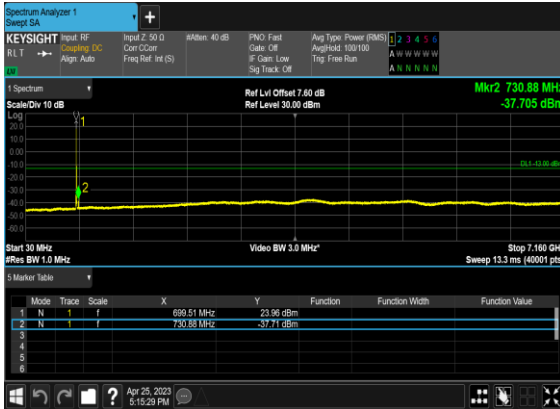 Spectrum Analyzer 1
Swept SA
+
KEYSIGHT
RLT
Input: RF
Coupling: DC
Align: Auto
Input Z: 50 Ω
Corr CCorr
Freq Ref: Int (S)
#Atten: 40 dB
PNO: Fast
Gate: Off
IF Gain: Low
Sig Track: Off
Avg Type: Power (RMS)
Avg|Hold: 100/100
Trig: Free Run
1 2 3 4 5 6
A W W W W W
A N N N N N
1 Spectrum
Scale/Div 10 dB
Log
Ref Lvl Offset 7.60 dB
Ref Level 30.00 dBm
Mkr2 730.88 MHz
-37.705 dBm
20.0
10.0
0.00
-10.0
-20.0
-30.0
-40.0
-50.0
-60.0
1
2
DL1 -13.00 dBm
Start 30 MHz
#Res BW 1.0 MHz
Video BW 3.0 MHz*
Stop 7.160 GHz
Sweep 13.3 ms (40001 pts)
5 Marker Table
Mode Trace Scale X Y Function Function Width Function Value
1 N 1 f 699.51 MHz 23.96 dBm
2 N 1 f 730.88 MHz -37.71 dBm
3
4
5
6
?
Apr 25, 2023
5:15:29 PM